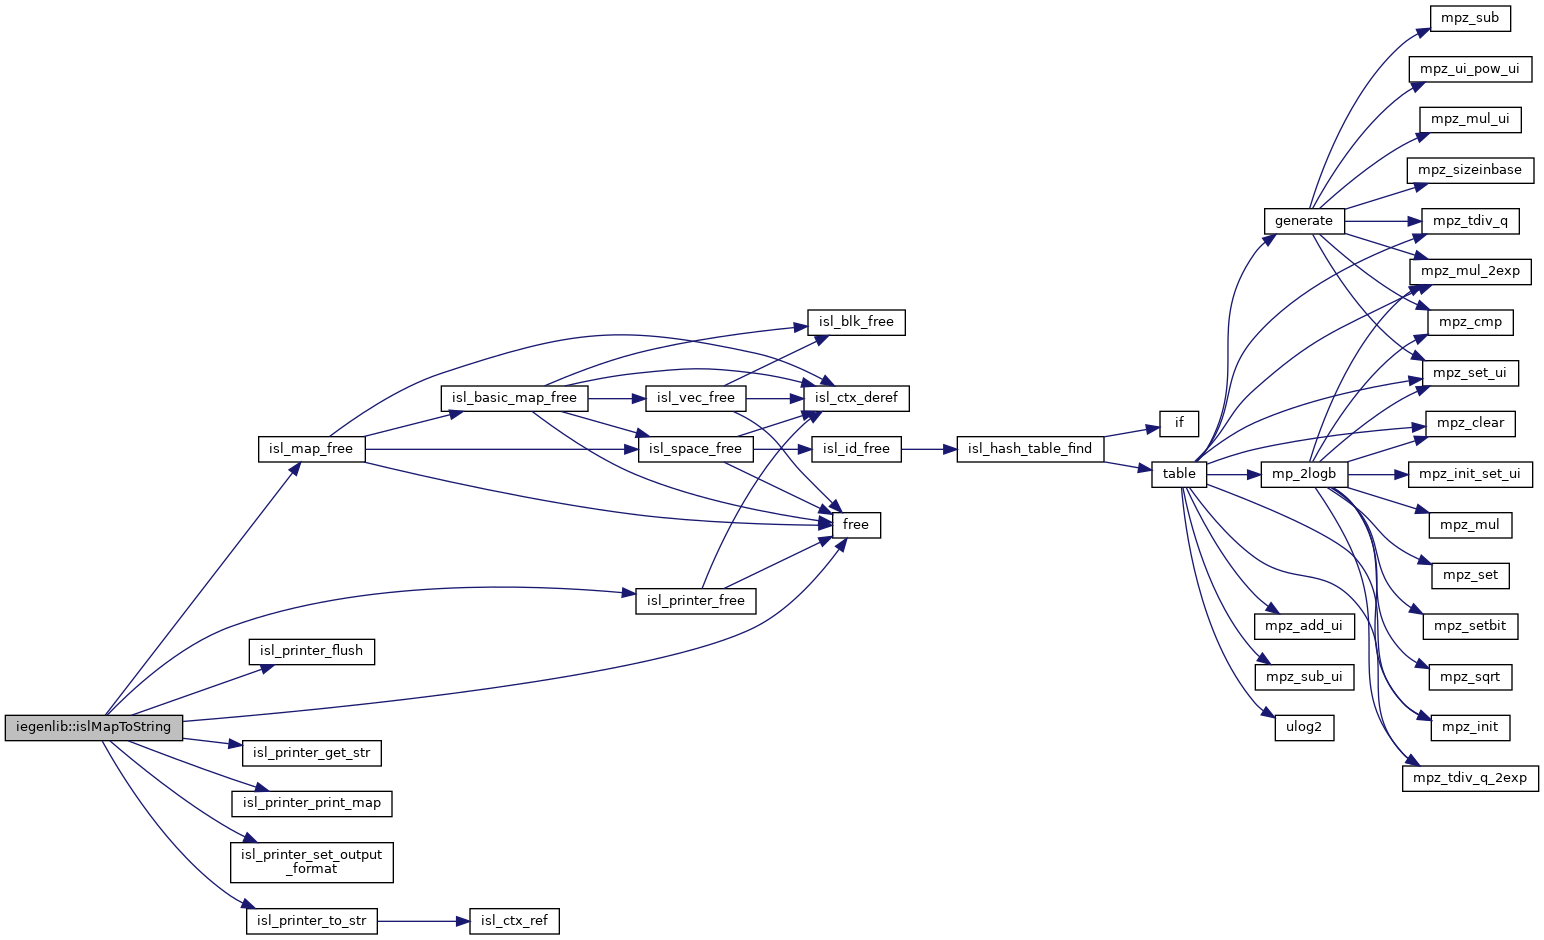 iegenlib::islMapToString
isl_map_free
isl_printer_flush
isl_printer_get_str
isl_printer_print_map
isl_printer_set_output
_format
isl_printer_to_str
isl_basic_map_free
isl_ctx_ref
isl_vec_free
isl_space_free
isl_printer_free
isl_blk_free
isl_ctx_deref
isl_id_free
free
isl_hash_table_find
if
table
generate
mp_2logb
mpz_add_ui
mpz_sub_ui
ulog2
mpz_sub
mpz_ui_pow_ui
mpz_mul_ui
mpz_sizeinbase
mpz_tdiv_q
mpz_mul_2exp
mpz_cmp
mpz_set_ui
mpz_clear
mpz_init_set_ui
mpz_mul
mpz_set
mpz_setbit
mpz_sqrt
mpz_init
mpz_tdiv_q_2exp